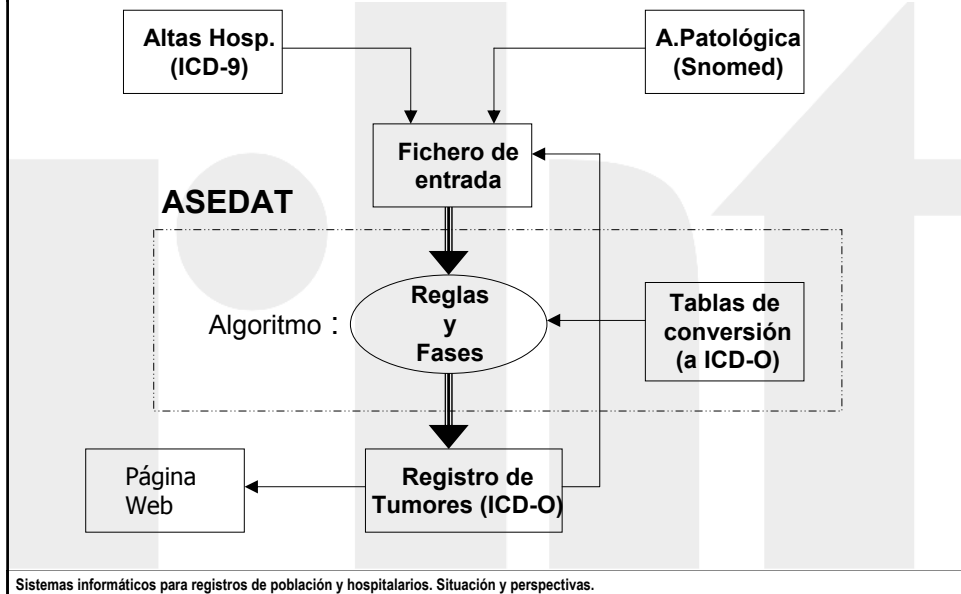 Altas Hosp.
(ICD-9)
A.Patológica
(Snomed)
Fichero de
entrada
ASEDAT
Algoritmo :
Reglas
y
Fases
Tablas de
conversión
(a ICD-O)
Página
Web
Registro de
Tumores (ICD-O)
Sistemas informáticos para registros de población y hospitalarios. Situación y perspectivas.